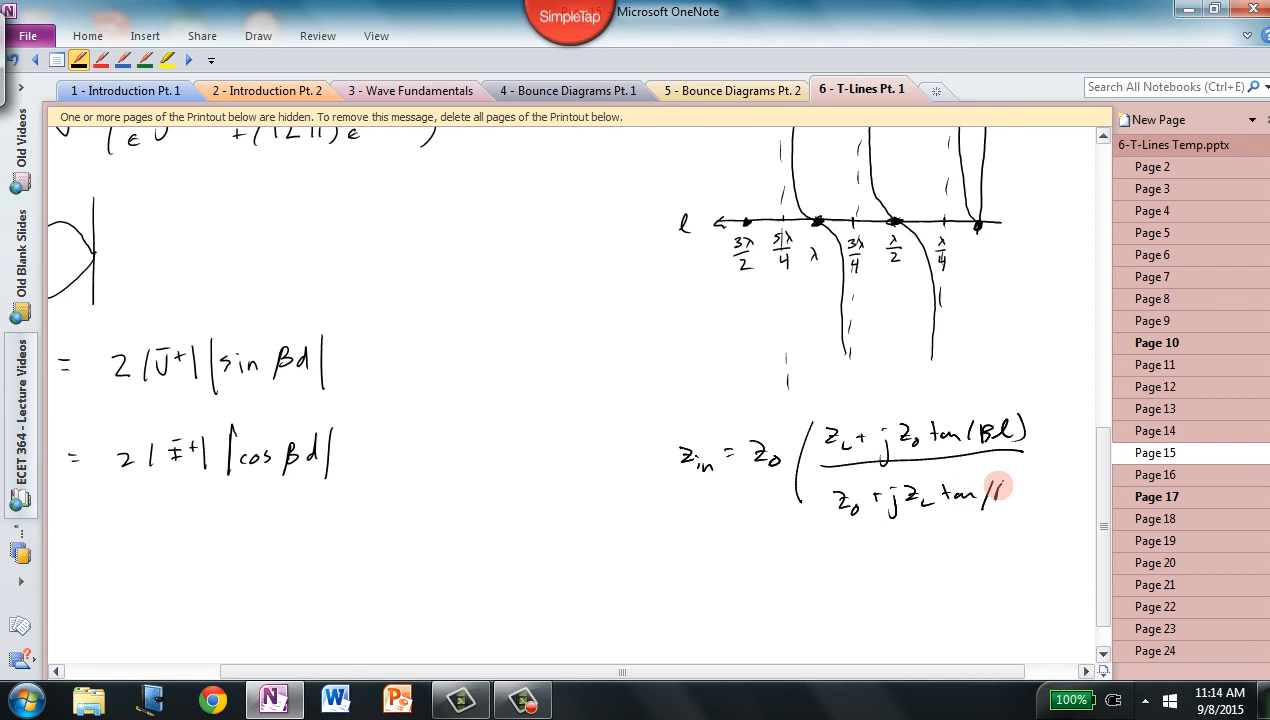 SimpleTap
Page 15 - Microsoft OneNote
File Home Insert Share Draw Review View
1 - Introduction Pt. 1
2 - Introduction Pt. 2
3 - Wave Fundamentals
4 - Bounce Diagrams Pt. 1
5 - Bounce Diagrams Pt. 2
6 - T-Lines Pt. 1
Search All Notebooks (Ctrl+E)
One or more pages of the Printout below are hidden. To remove this message, delete all pages of the Printout below.
New Page
6-T-Lines Temp.pptx
Page 2
Page 3
Page 4
Page 5
Page 6
Page 7
Page 8
Page 9
Page 10
Page 11
Page 12
Page 13
Page 14
Page 15
Page 16
Page 17
Page 18
Page 19
Page 20
Page 21
Page 22
Page 23
Page 24
Old Videos
Old Blank Slides
ECET 364 - Lecture Videos
l
3λ/2 5λ/4 λ 3λ/4 λ/2 λ/4
= 2 |V+| |sin βd|
= 2 |I+| |cos βd|
Zin = Z0 ( ZL + j Z0 tan(βl)
Z0 + j ZL tan(
100%
11:14 AM
9/8/2015